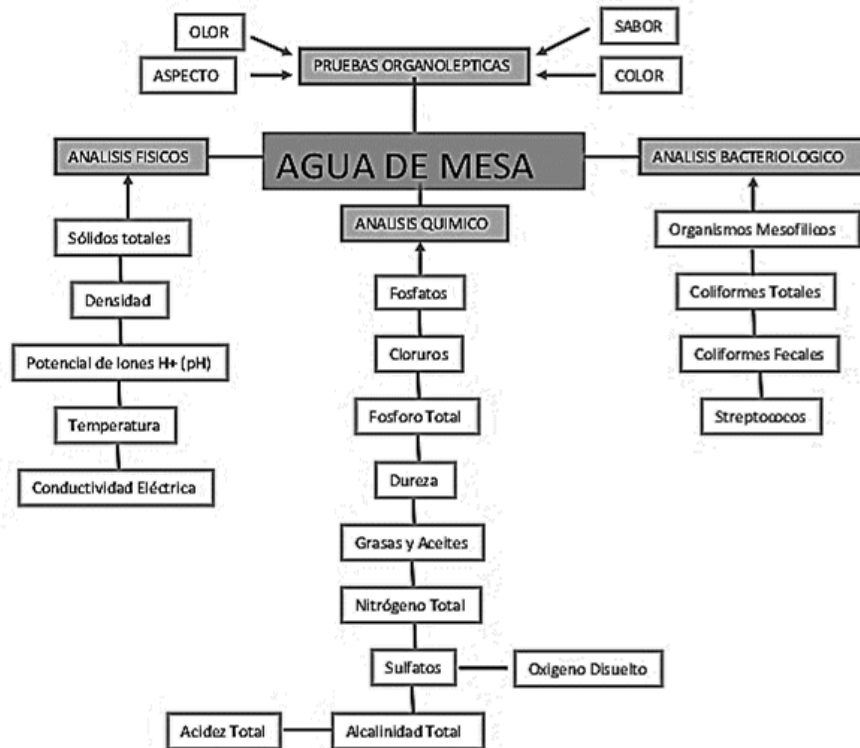 OLOR
SABOR
PRUEBAS ORGANOLEPTICAS
ASPECTO
COLOR
ANALISIS FISICOS
AGUA DE MESA
ANALISIS BACTERIOLOGICO
ANALISIS QUIMICO
Sólidos totales
Densidad
Potencial de Iones H+ (pH)
Temperatura
Conductividad Eléctrica
Fosfatos
Cloruros
Fosforo Total
Dureza
Grasas y Aceites
Nitrógeno Total
Sulfatos
Oxigeno Disuelto
Acidez Total
Alcalinidad Total
Organismos Mesofilicos
Coliformes Totales
Coliformes Fecales
Streptococos